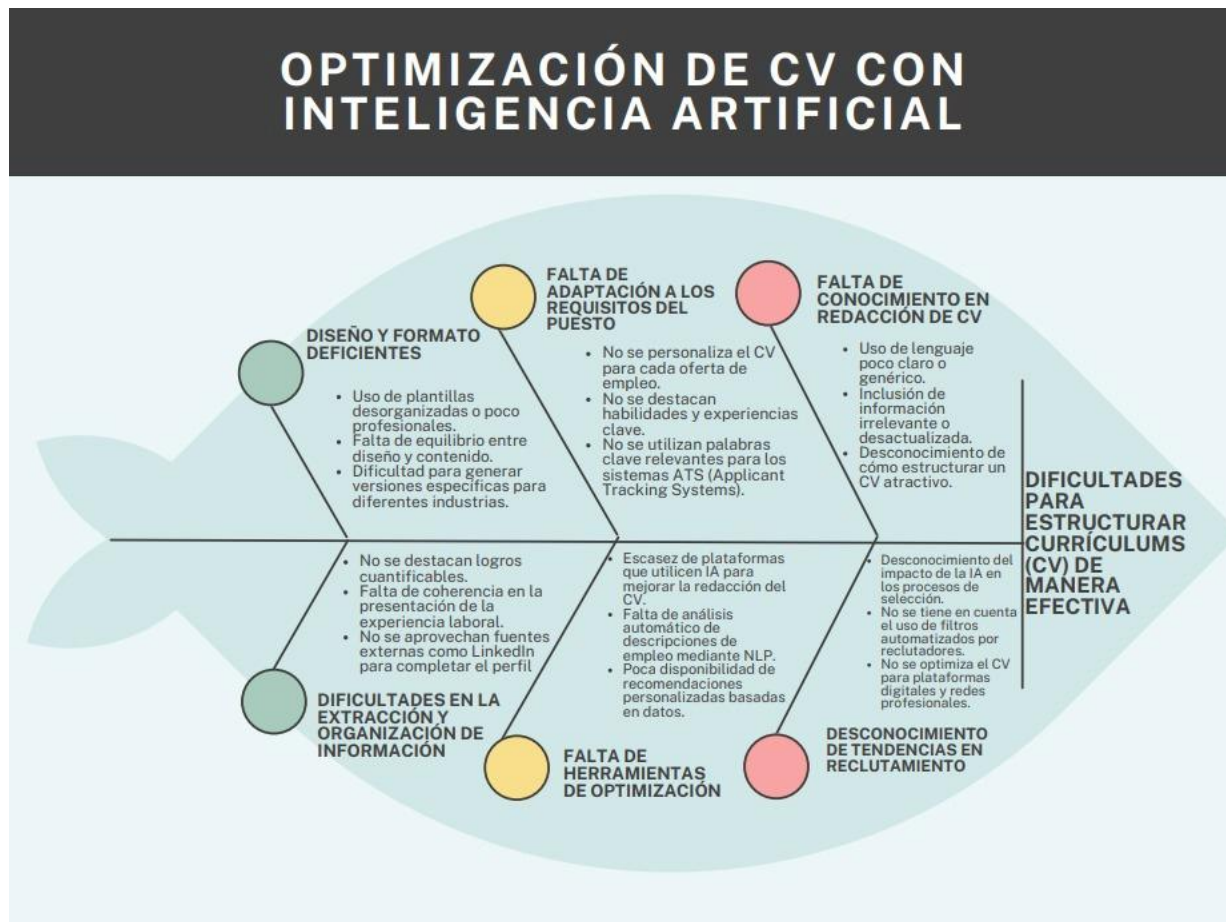 OPTIMIZACIÓN DE CV CON
INTELIGENCIA ARTIFICIAL
DISEÑO Y FORMATO
DEFICIENTES
• Uso de plantillas
desorganizadas o poco
profesionales.
• Falta de equilibrio entre
diseño y contenido.
• Dificultad para generar
versiones específicas para
diferentes industrias.
FALTA DE
ADAPTACIÓN A LOS
REQUISITOS DEL
PUESTO
• No se personaliza el CV
para cada oferta de
empleo.
• No se destacan
habilidades y experiencias
clave.
• No se utilizan palabras
clave relevantes para los
sistemas ATS (Applicant
Tracking Systems).
FALTA DE
CONOCIMIENTO EN
REDACCIÓN DE CV
• Uso de lenguaje
poco claro o
genérico.
• Inclusión de
información
irrelevante o
desactualizada.
• Desconocimiento de
cómo estructurar un
CV atractivo.
DIFICULTADES
PARA
ESTRUCTURAR
CURRÍCULUMS
(CV) DE
MANERA
EFECTIVA
• No se destacan logros
cuantificables.
• Falta de coherencia en la
presentación de la
experiencia laboral.
• No se aprovechan fuentes
externas como LinkedIn
para completar el perfil
DIFICULTADES EN LA
EXTRACCIÓN Y
ORGANIZACIÓN DE
INFORMACIÓN
• Escasez de plataformas
que utilicen IA para
mejorar la redacción del
CV.
• Falta de análisis
automático de
descripciones de
empleo mediante NLP.
• Poca disponibilidad de
recomendaciones
personalizadas basadas
en datos.
FALTA DE
HERRAMIENTAS
DE OPTIMIZACIÓN
• Desconocimiento del
impacto de la IA en
los procesos de
selección.
• No se tiene en cuenta
el uso de filtros
automatizados por
reclutadores.
• No se optimiza el CV
para plataformas
digitales y redes
profesionales.
DESCONOCIMIENTO
DE TENDENCIAS EN
RECLUTAMIENTO